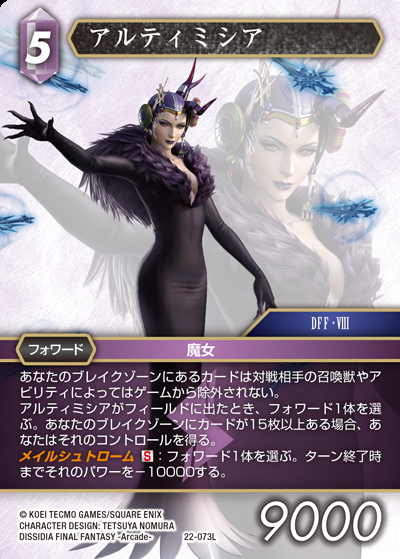 5
アルティミシア
DFF・VIII
フォワード
魔女
あなたのブレイクゾーンにあるカードは対戦相手の召喚獣やア
ビリティによってはゲームから除外されない。
アルティミシアがフィールドに出たとき、フォワード1体を選
ぶ。あなたのブレイクゾーンにカードが15枚以上ある場合、あ
なたはそれのコントロールを得る。
メイルシュトローム S：フォワード1体を選ぶ。ターン終了時
までそれのパワーを－10000する。
© KOEI TECMO GAMES/SQUARE ENIX
CHARACTER DESIGN: TETSUYA NOMURA
DISSIDIA FINAL FANTASY -Arcade-
22-073L
9000